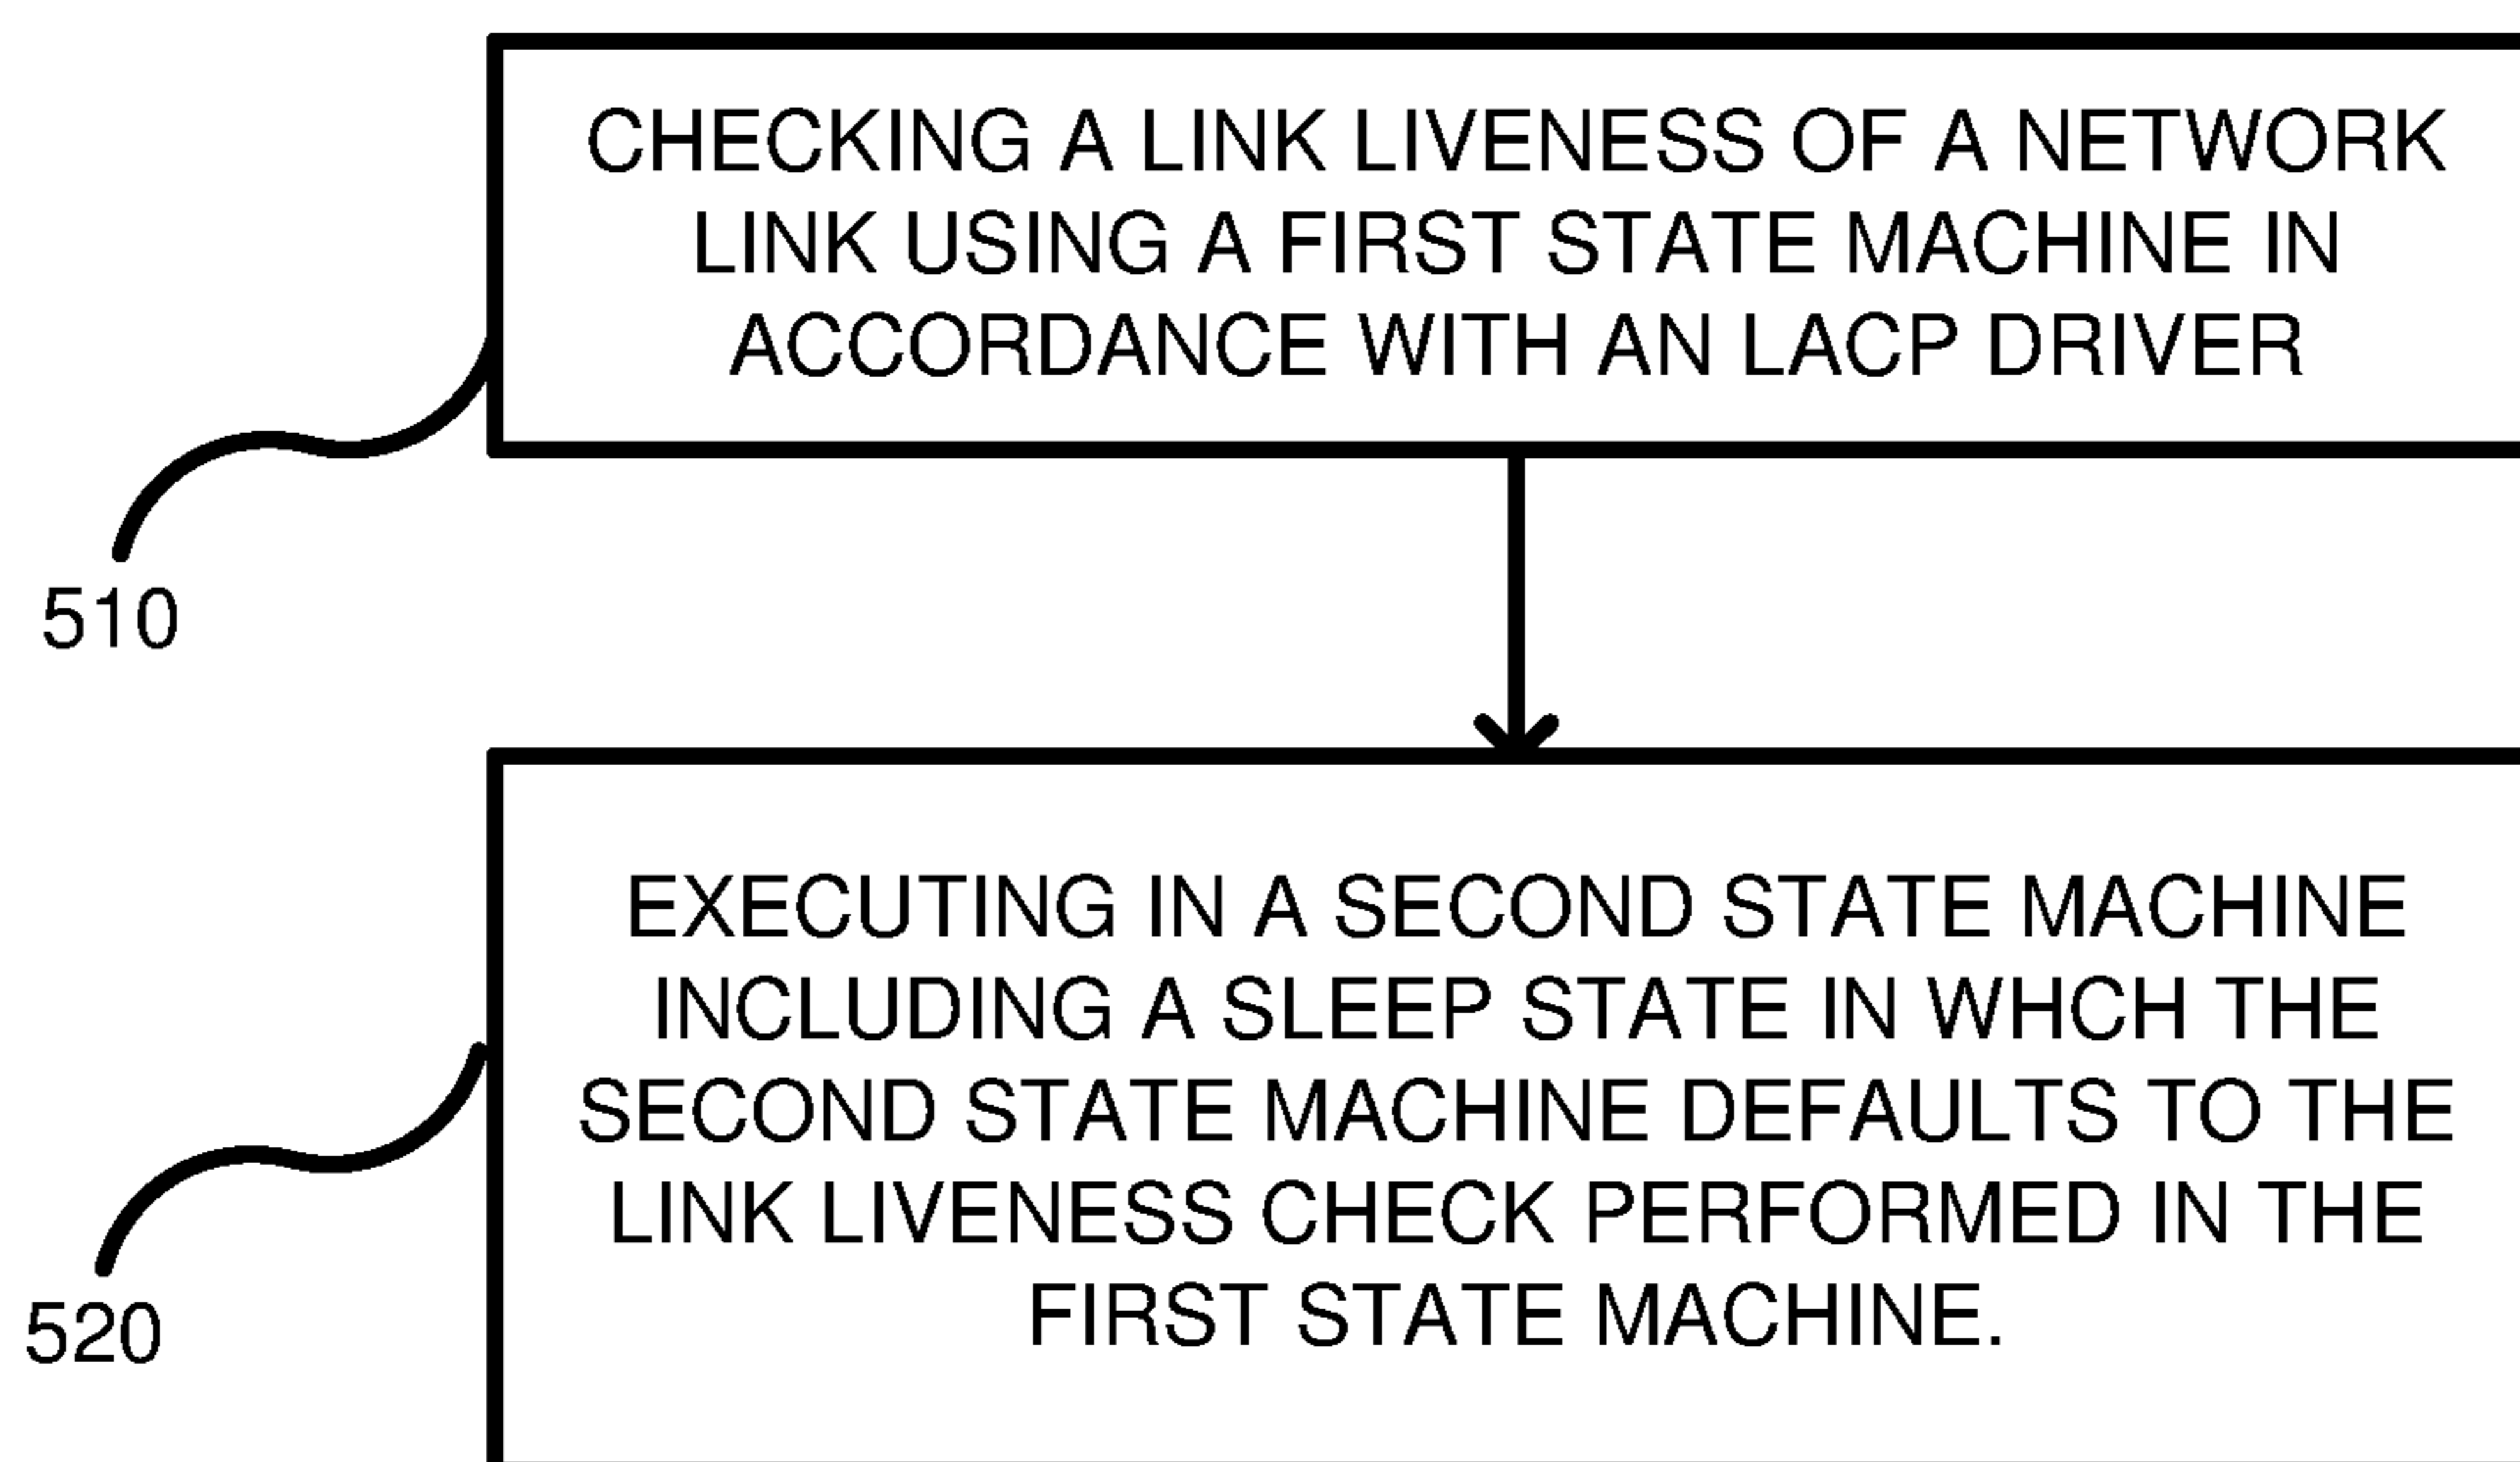 CHECKING A LINK LIVENESS OF A NETWORK
LINK USING A FIRST STATE MACHINE IN
ACCORDANCE WITH AN LACP DRIVER
510
EXECUTING IN A SECOND STATE MACHINE
INCLUDING A SLEEP STATE IN WHCH THE
SECOND STATE MACHINE DEFAULTS TO THE
LINK LIVENESS CHECK PERFORMED IN THE
FIRST STATE MACHINE.
520